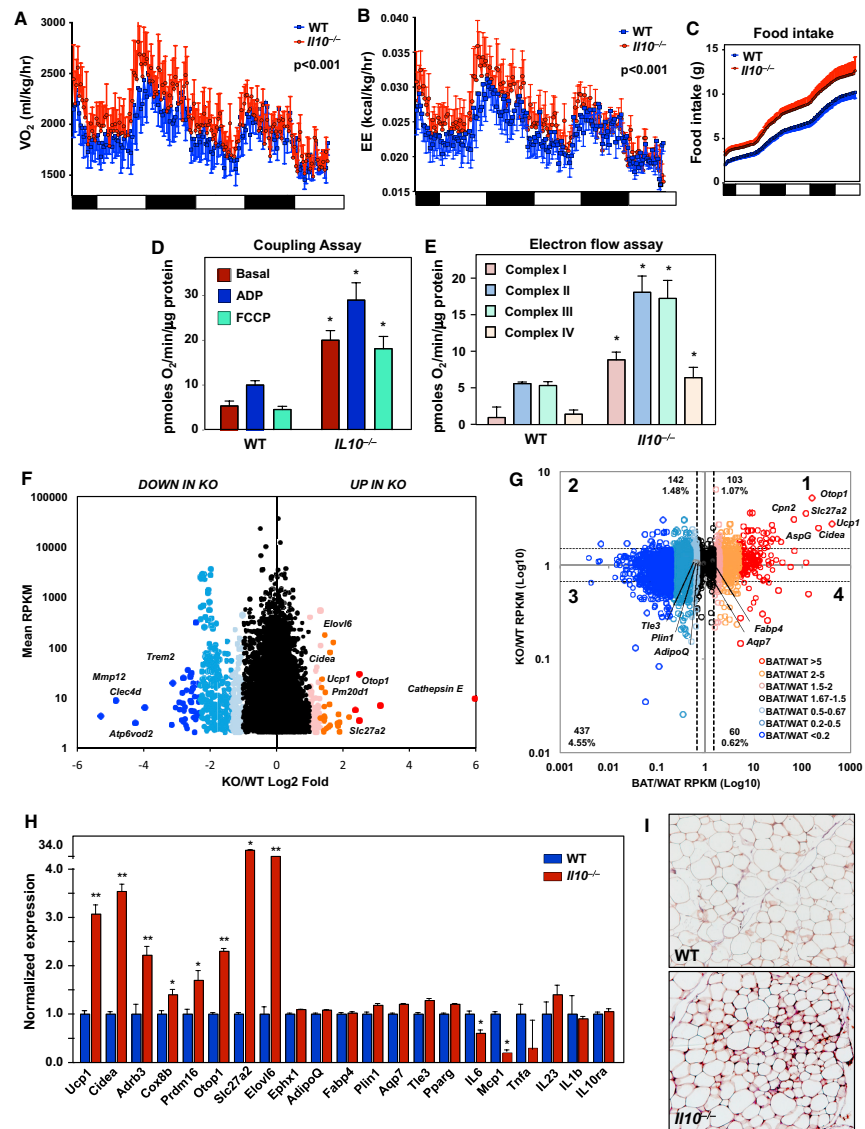 A
3000
2500
2000
1500
VO2 (ml/kg/hr)
WT
Il10–/–
p<0.001
B
0.040
0.035
0.030
0.025
0.020
0.015
EE (kcal/kg/hr)
WT
Il10–/–
p<0.001
C
Food intake
15
10
5
0
Food intake (g)
WT
Il10–/–
D
Coupling Assay
Basal
ADP
FCCP
30
20
10
0
pmoles O2/min/µg protein
* * *
WT
IL10–/–
E
Electron flow assay
Complex I
Complex II
Complex III
Complex IV
20
15
10
5
0
pmoles O2/min/µg protein
* * * *
WT
Il10–/–
F
DOWN IN KO
UP IN KO
100000
10000
1000
100
10
1
Mean RPKM
Mmp12
Clec4d
Trem2
Atp6vod2
Elovl6
Cidea
Ucp1
Otop1
Pm20d1
Cathepsin E
Slc27a2
-6 -4 -2 0 2 4 6
KO/WT Log2 Fold
G
10
1
0.1
0.01
KO/WT RPKM (Log10)
142
1.48%
103
1.07%
2
1
3
4
Otop1
Cpn2
Slc27a2
Ucp1
AspG
Cidea
Tle3
Plin1
AdipoQ
Fabp4
Aqp7
BAT/WAT >5
BAT/WAT 2-5
BAT/WAT 1.5-2
BAT/WAT 1.67-1.5
BAT/WAT 0.5-0.67
BAT/WAT 0.2-0.5
BAT/WAT <0.2
437
4.55%
60
0.62%
0.001 0.01 0.1 1 10 100 1000
BAT/WAT RPKM (Log10)
H
34.0
4.0
3.0
2.0
1.0
0.0
Normalized expression
WT
Il10–/–
** ** ** * * ** * ** * *
Ucp1
Cidea
Adrb3
Cox8b
Prdm16
Otop1
Slc27a2
Elovl6
Ephx1
AdipoQ
Fabp4
Plin1
Aqp7
Tle3
Pparg
IL6
Mcp1
Tnfa
IL23
IL1b
IL10ra
I
WT
Il10–/–